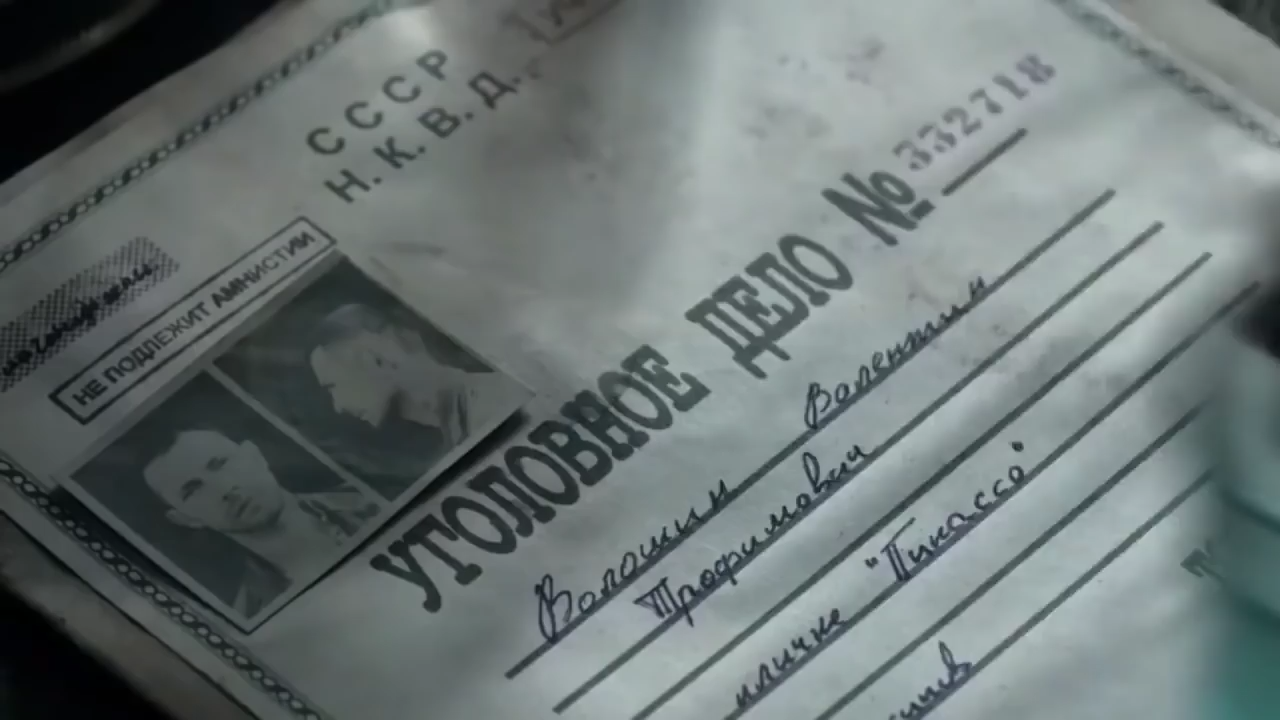 СССР
Н. К. В. Д.
НЕ ПОДЛЕЖИТ АМНИСТИИ
УГОЛОВНОЕ ДЕЛО № 332718
Волошин Валентин
Трофимович
кличке "Пикассо"